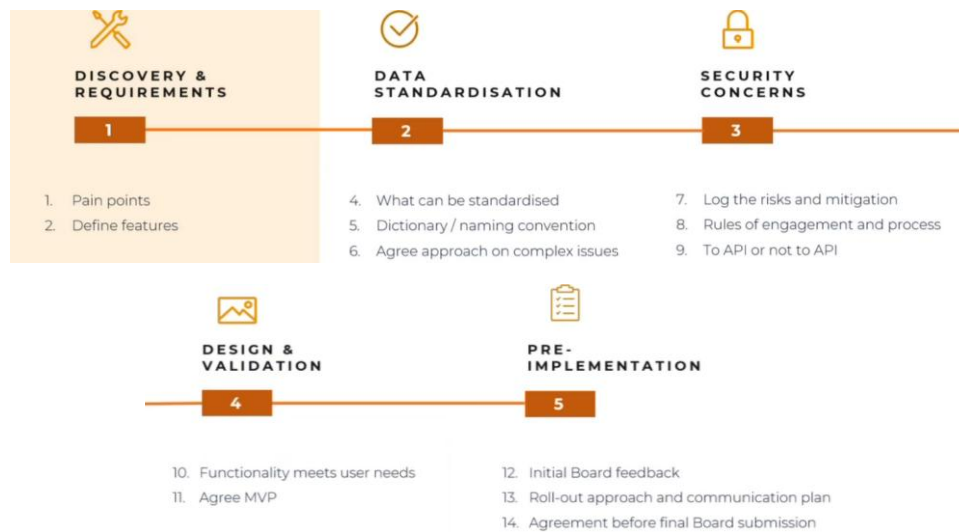 DISCOVERY &
REQUIREMENTS
1
1. Pain points
2. Define features
DATA
STANDARDISATION
2
4. What can be standardised
5. Dictionary / naming convention
6. Agree approach on complex issues
SECURITY
CONCERNS
3
7. Log the risks and mitigation
8. Rules of engagement and process
9. To API or not to API
DESIGN &
VALIDATION
4
10. Functionality meets user needs
11. Agree MVP
PRE-
IMPLEMENTATION
5
12. Initial Board feedback
13. Roll-out approach and communication plan
14. Agreement before final Board submission